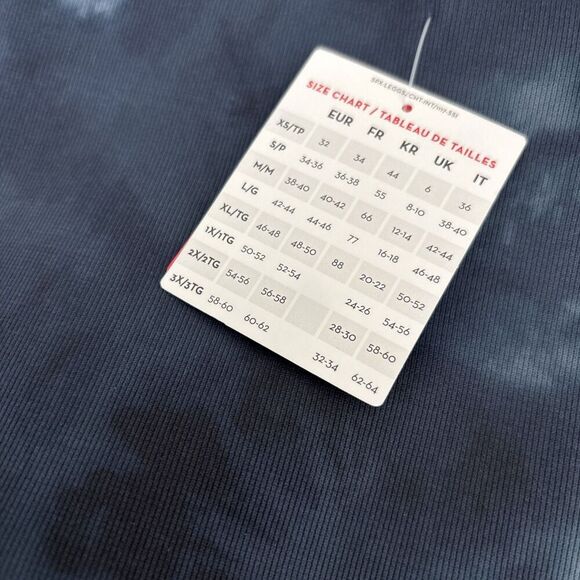 SIZE CHART / TABLEAU DE TAILLES
EUR FR KR UK IT
XS/TP 32 34 44 6 36
S/P 34-36 36-38 55 8-10 38-40
M/M 38-40 40-42 66 12-14 42-44
L/G 42-44 44-46 77 16-18 46-48
XL/TG 46-48 48-50 88 20-22 50-52
1X/1TG 50-52 52-54 24-26 54-56
2X/2TG 54-56 56-58 28-30 58-60
3X/3TG 58-60 60-62 32-34 62-64